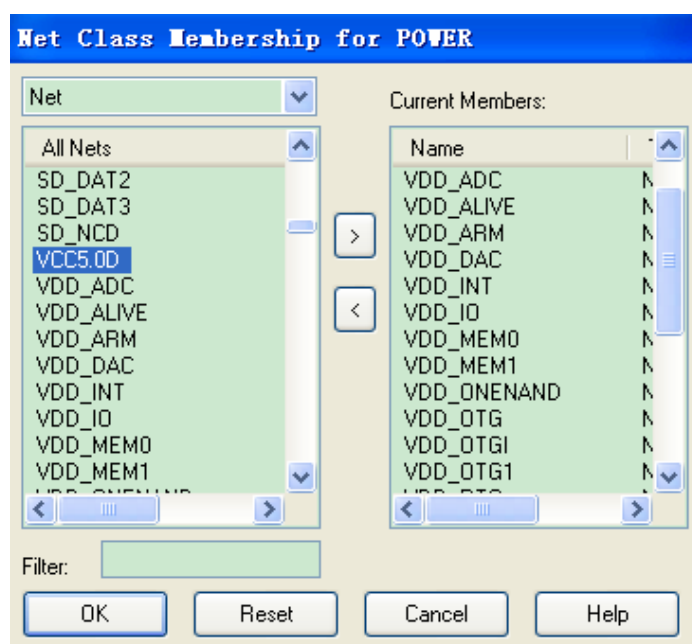 Net Class Membership for POWER
Net
Current Members:
All Nets
SD_DAT2
SD_DAT3
SD_NCD
VCC5.0D
VDD_ADC
VDD_ALIVE
VDD_ARM
VDD_DAC
VDD_INT
VDD_IO
VDD_MEM0
VDD_MEM1
Name
VDD_ADC N
VDD_ALIVE N
VDD_ARM N
VDD_DAC N
VDD_INT N
VDD_IO N
VDD_MEM0 N
VDD_MEM1 N
VDD_ONENAND N
VDD_OTG N
VDD_OTGI N
VDD_OTG1 N
>
<
Filter:
OK Reset Cancel Help